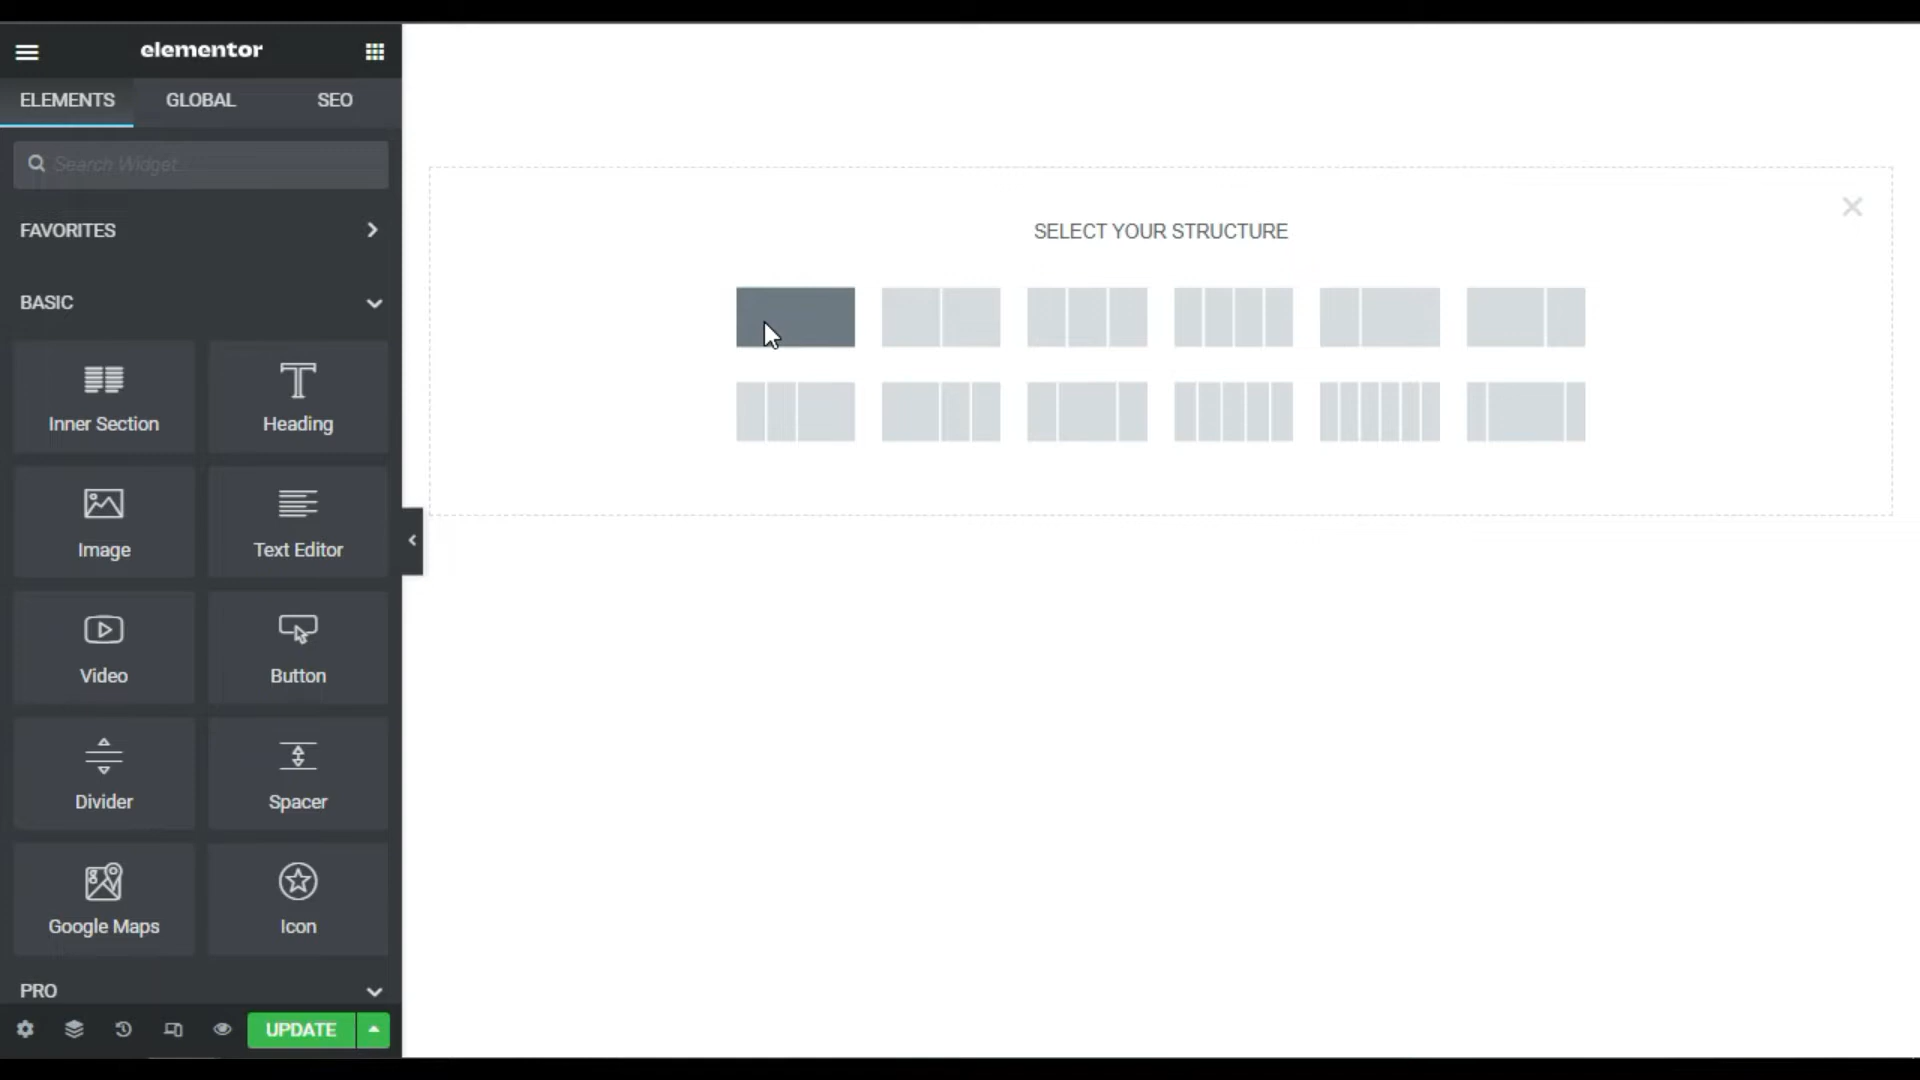 elementor
ELEMENTS GLOBAL SEO
Search Widget...
FAVORITES
BASIC
Inner Section
Heading
Image
Text Editor
Video
Button
Divider
Spacer
Google Maps
Icon
PRO
UPDATE
SELECT YOUR STRUCTURE